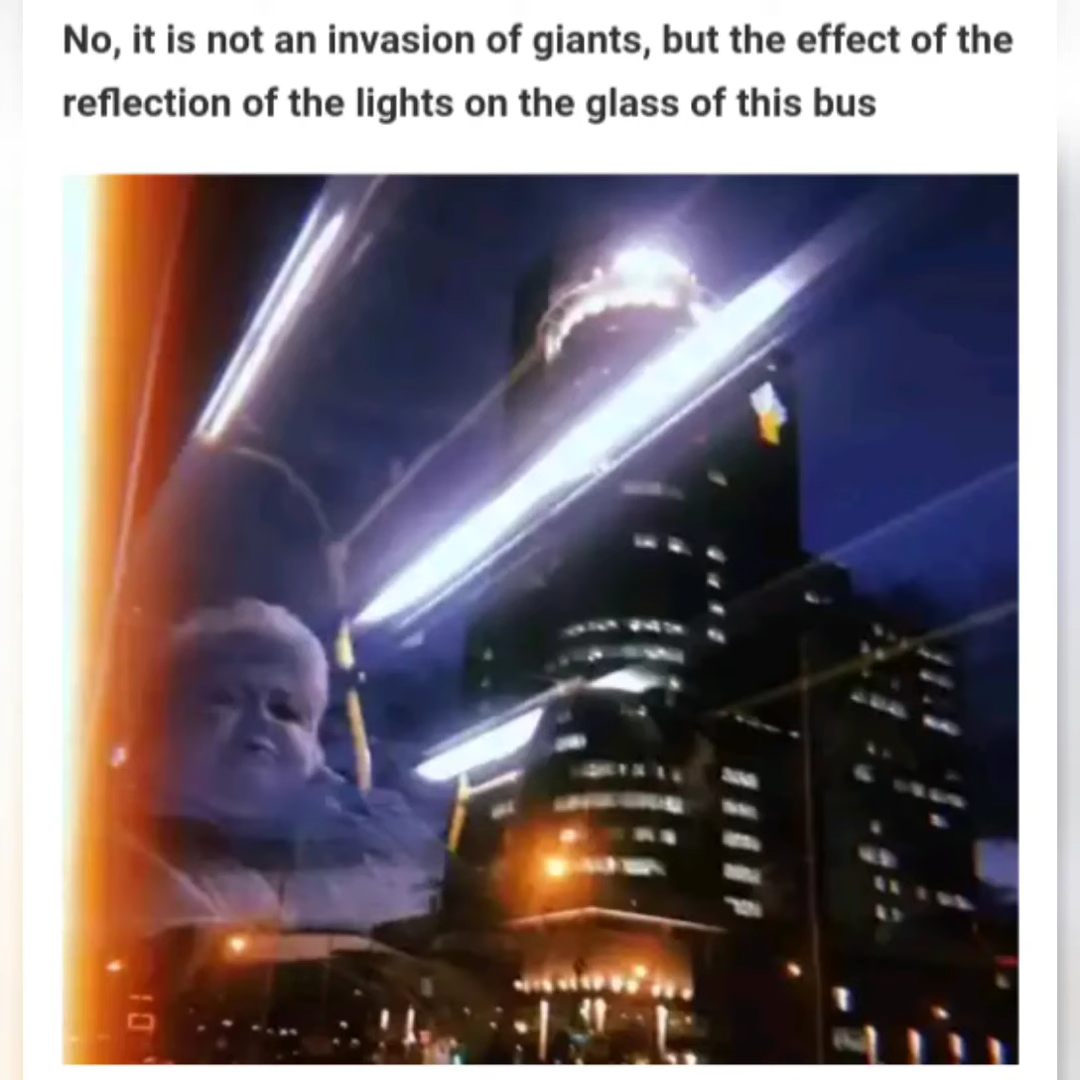 No, it is not an invasion of giants, but the effect of the
reflection of the lights on the glass of this bus